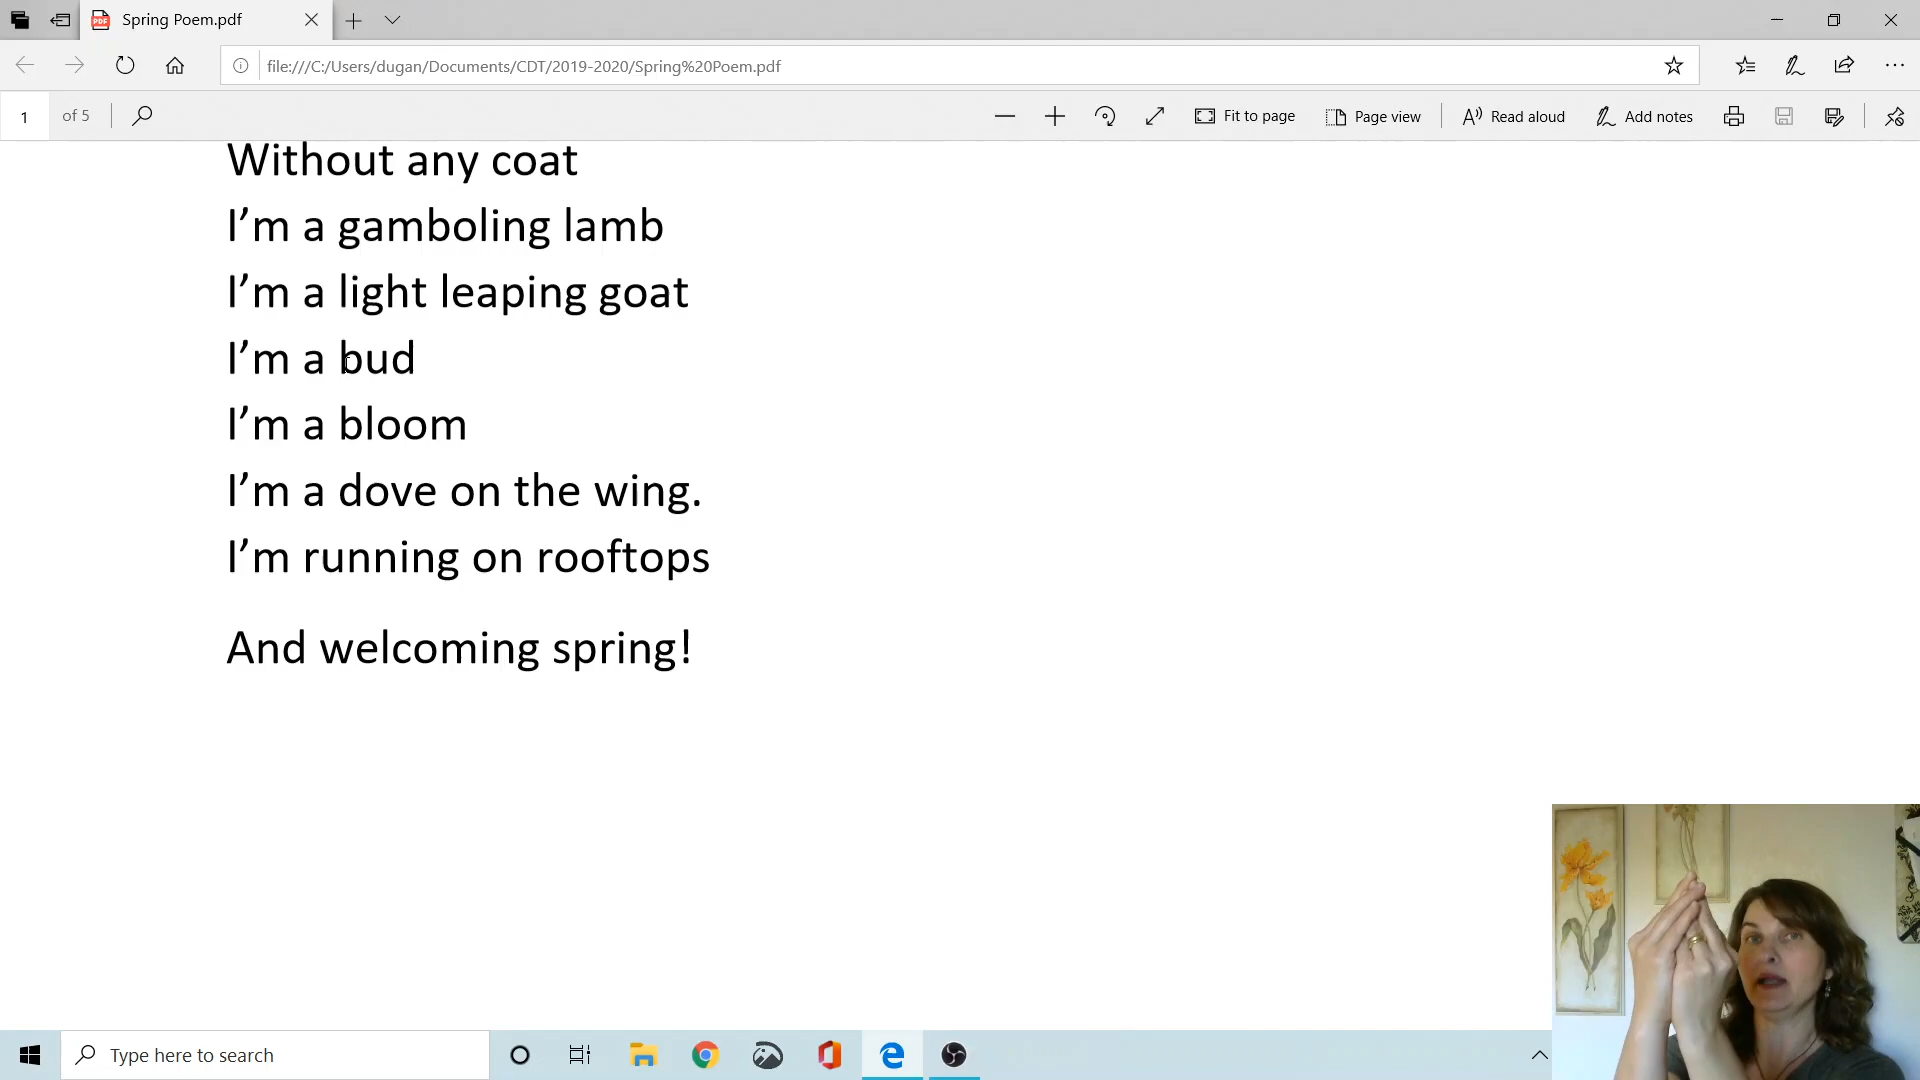 Spring Poem.pdf
file:///C:/Users/dugan/Documents/CDT/2019-2020/Spring%20Poem.pdf
1 of 5
Fit to page
Page view
Read aloud
Add notes
Without any coat
I’m a gamboling lamb
I’m a light leaping goat
I’m a bud
I’m a bloom
I’m a dove on the wing.
I’m running on rooftops
And welcoming spring!
Type here to search